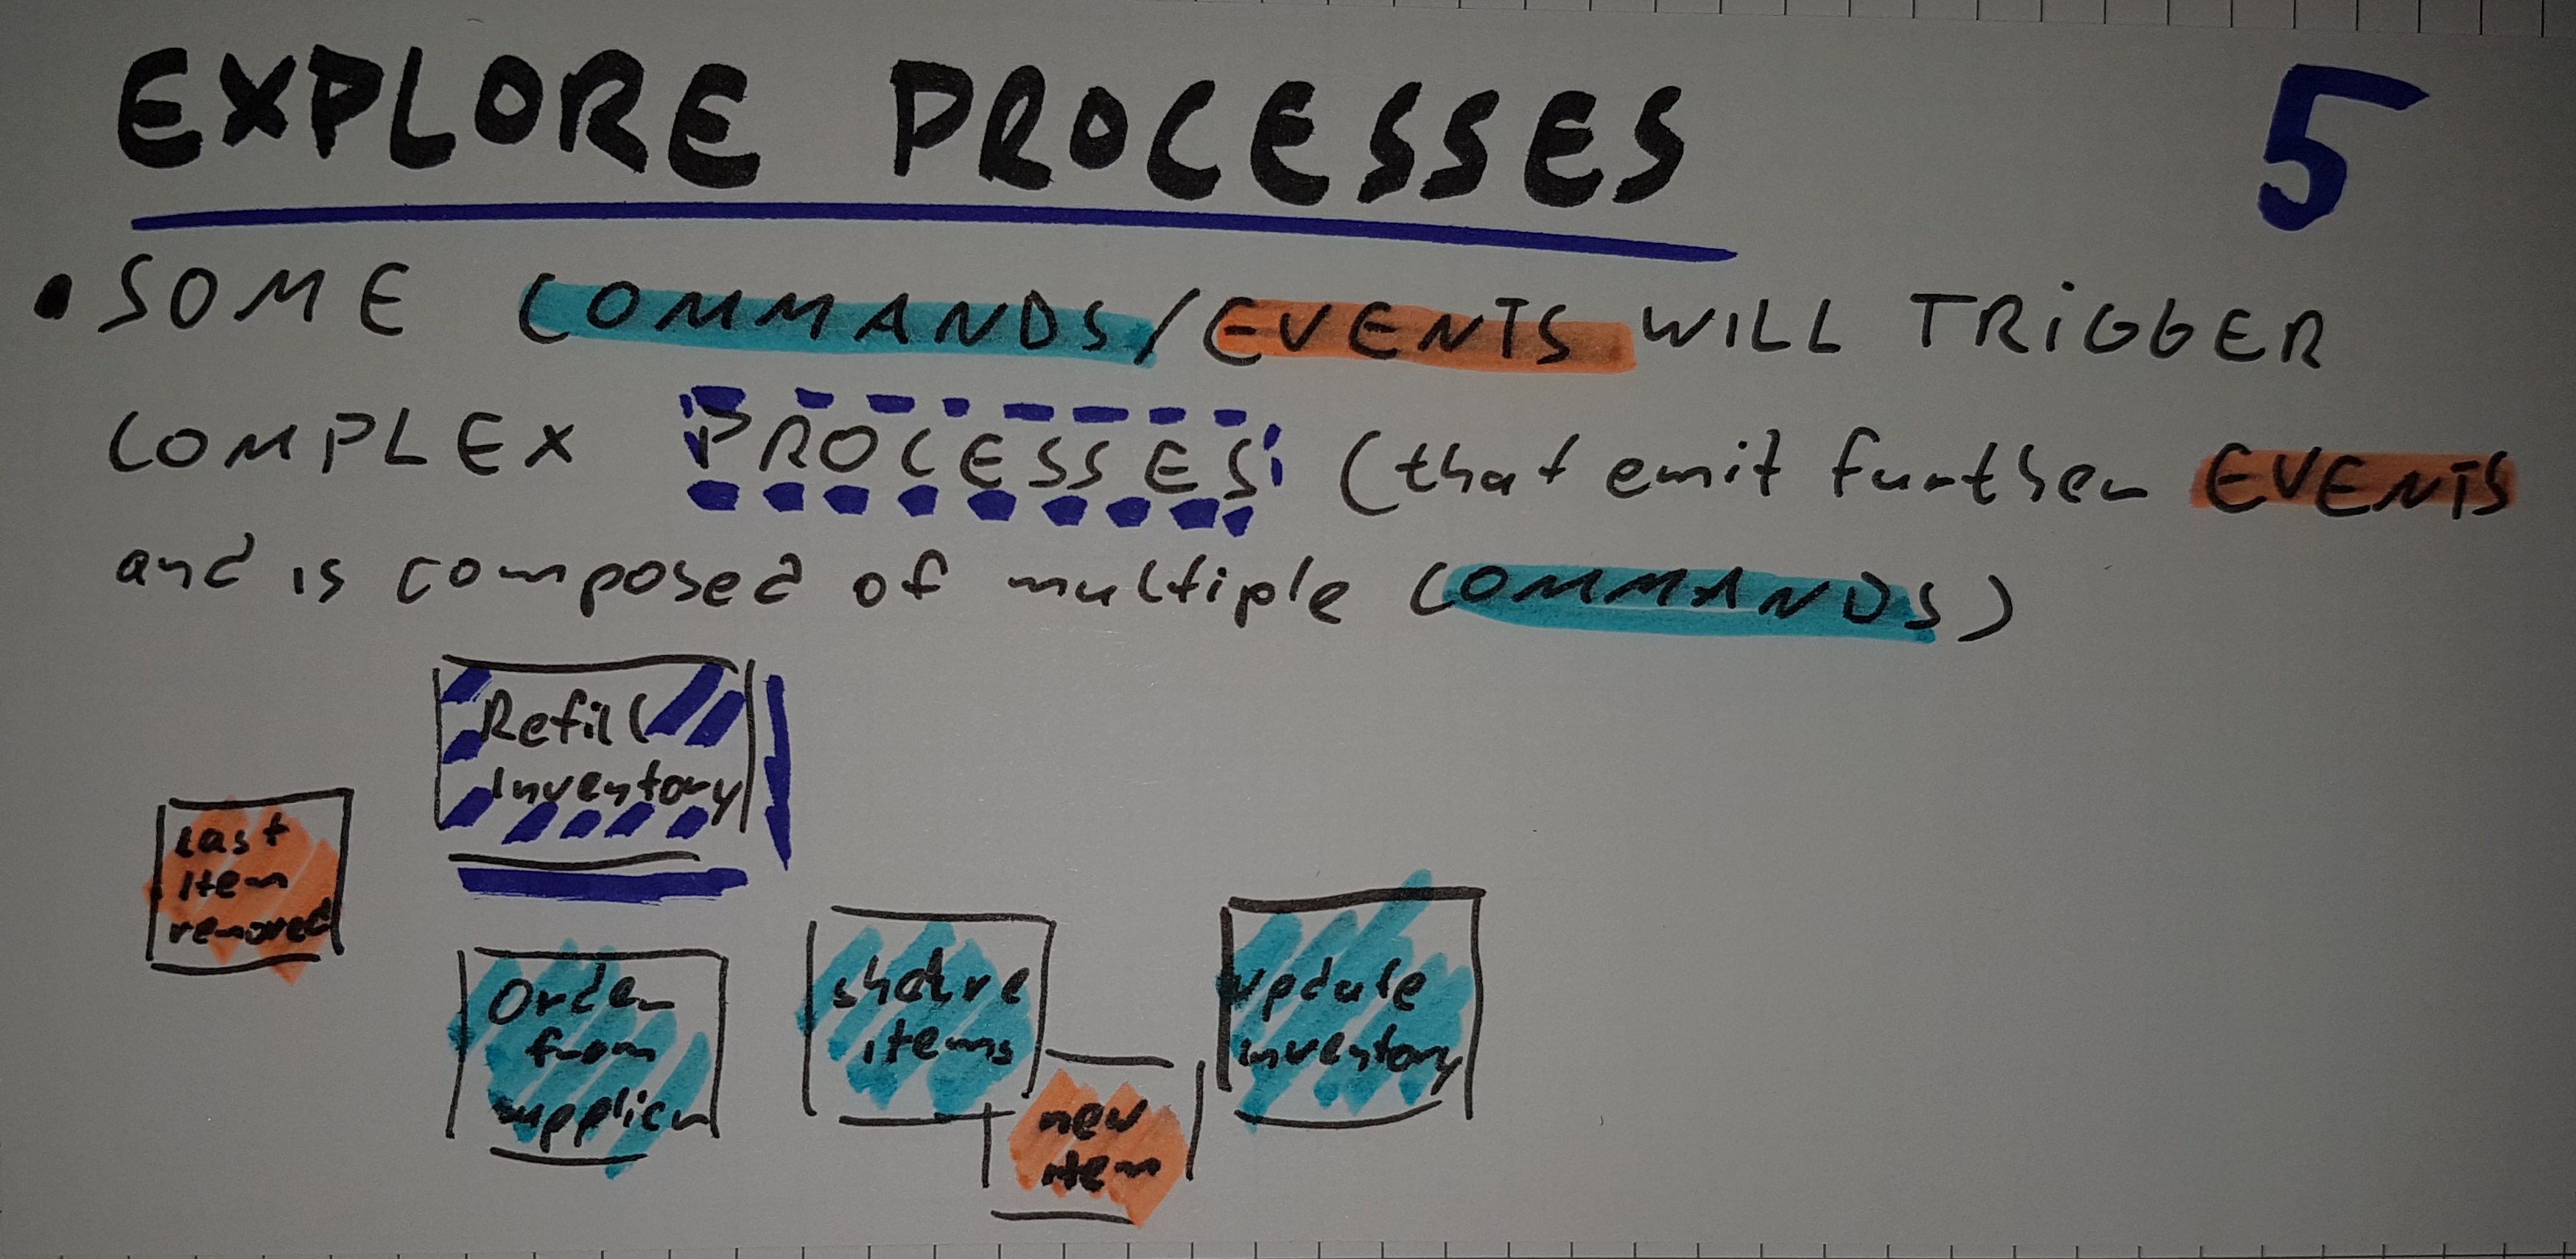 EXPLORE PROCESSES 5
• SOME COMMANDS/EVENTS WILL TRIGGER
COMPLEX PROCESSES (that emit further EVENTS
and is composed of multiple COMMANDS)
Refill
inventory
Last
item
removed
Order
from
supplier
items
new
item
update
inventory